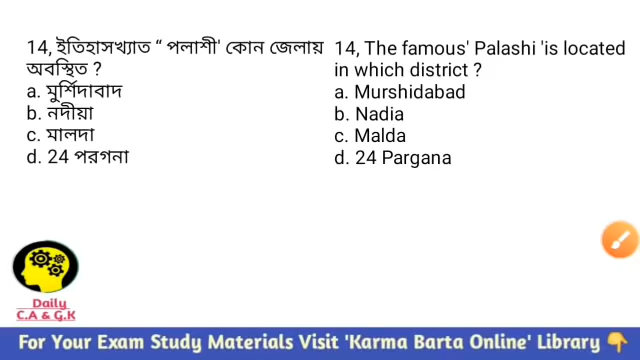 14, ইতিহাসখ্যাত “ পলাশী' কোন জেলায়
অবস্থিত ?
a. মুর্শিদাবাদ
b. নদীয়া
c. মালদা
d. 24 পরগনা
14, The famous' Palashi 'is located
in which district ?
a. Murshidabad
b. Nadia
c. Malda
d. 24 Pargana
Daily
C.A & G.K
For Your Exam Study Materials Visit 'Karma Barta Online' Library 👇